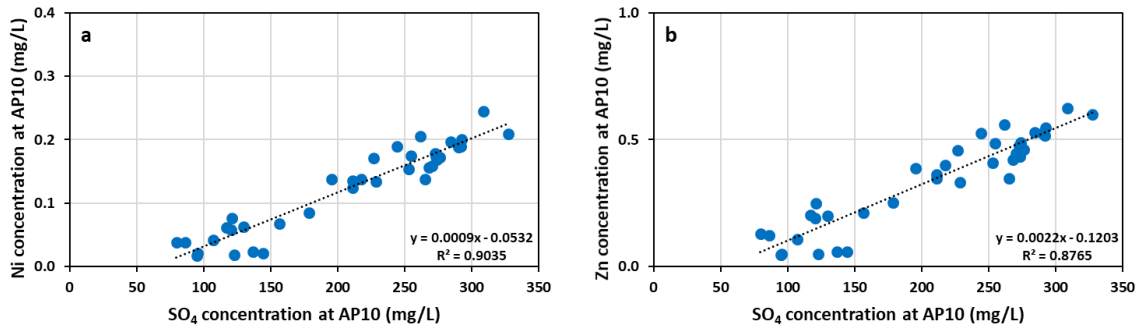 a
Ni concentration at AP10 (mg/L)
0.4
0.3
0.2
0.1
0.0
y = 0.0009x - 0.0532
R² = 0.9035
0 50 100 150 200 250 300 350
SO₄ concentration at AP10 (mg/L)
b
Zn concentration at AP10 (mg/L)
1.0
0.5
0.0
y = 0.0022x - 0.1203
R² = 0.8765
0 50 100 150 200 250 300 350
SO₄ concentration at AP10 (mg/L)